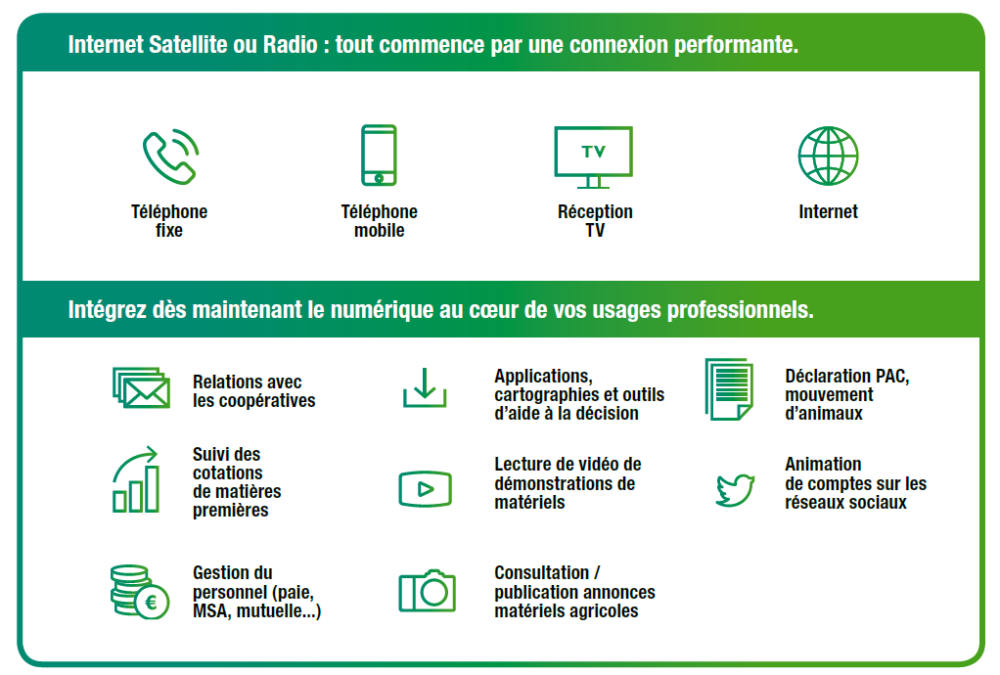 Internet Satellite ou Radio : tout commence par une connexion performante.
Téléphone
fixe
Téléphone
mobile
TV
Réception
TV
Internet
Intégrez dès maintenant le numérique au cœur de vos usages professionnels.
Relations avec
les coopératives
Applications,
cartographies et outils
d’aide à la décision
Déclaration PAC,
mouvement
d’animaux
Suivi des
cotations
de matières
premières
Lecture de vidéo de
démonstrations de
matériels
Animation
de comptes sur les
réseaux sociaux
€
Gestion du
personnel (paie,
MSA, mutuelle...)
Consultation /
publication annonces
matériels agricoles